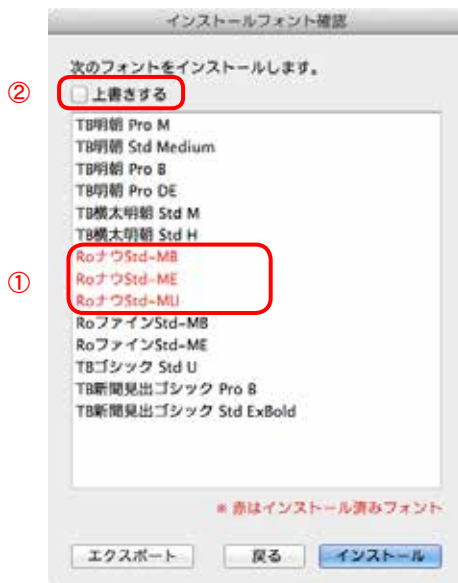 インストールフォント確認
次のフォントをインストールします。
② 上書きする
TB明朝 Pro M
TB明朝 Std Medium
TB明朝 Pro B
TB明朝 Pro DE
TB横太明朝 Std M
TB横太明朝 Std H
RoナウStd-MB
① RoナウStd-ME
RoナウStd-MU
RoファインStd-MB
RoファインStd-ME
TBゴシック Std U
TB新聞見出ゴシック Pro B
TB新聞見出ゴシック Std ExBold
* 赤はインストール済みフォント
エクスポート 戻る インストール